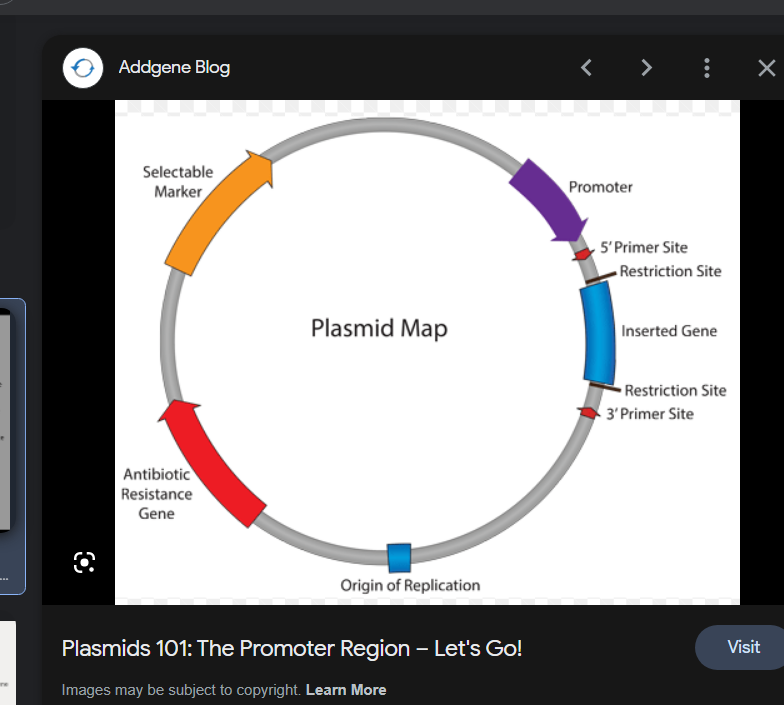 Addgene Blog
Selectable
Marker
Promoter
5' Primer Site
Restriction Site
Plasmid Map
Inserted Gene
Restriction Site
3' Primer Site
Antibiotic
Resistance
Gene
Origin of Replication
...
Plasmids 101: The Promoter Region – Let's Go!
Visit
Images may be subject to copyright. Learn More